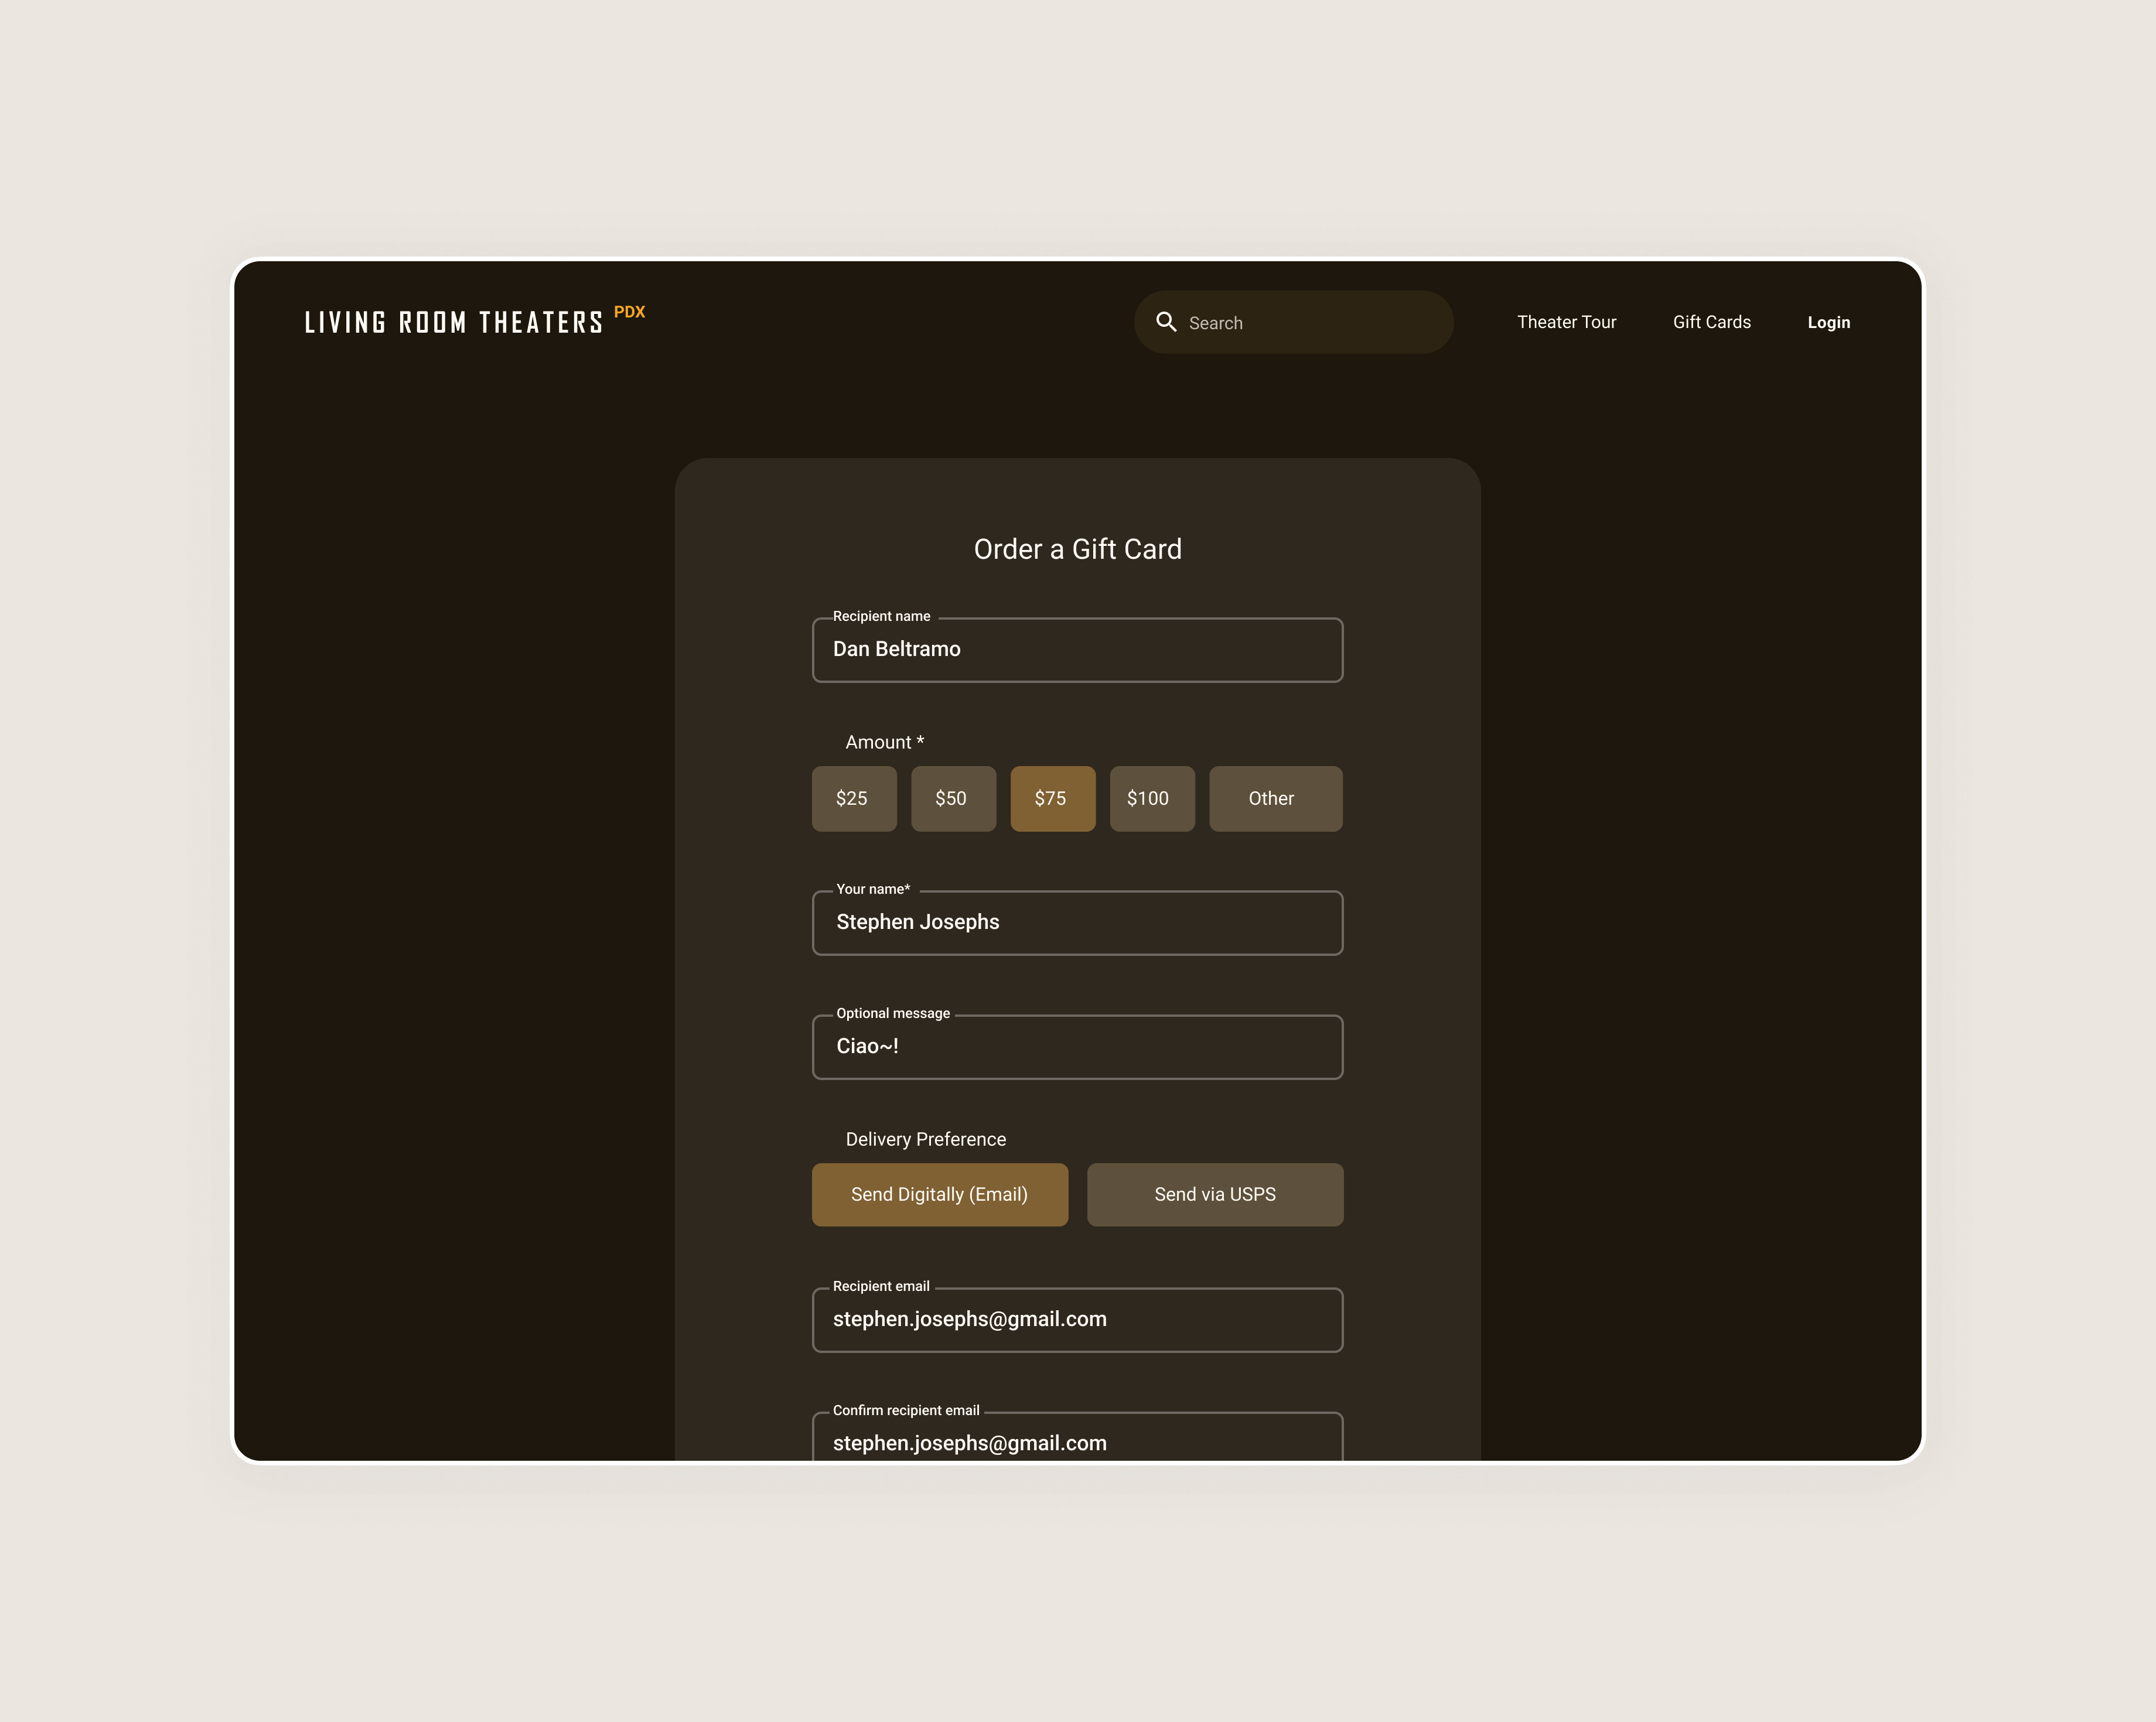 LIVING ROOM THEATERS PDX
Search
Theater Tour
Gift Cards
Login
Order a Gift Card
Recipient name
Dan Beltramo
Amount *
$25 $50 $75 $100 Other
Your name*
Stephen Josephs
Optional message
Ciao~!
Delivery Preference
Send Digitally (Email) Send via USPS
Recipient email
stephen.josephs@gmail.com
Confirm recipient email
stephen.josephs@gmail.com